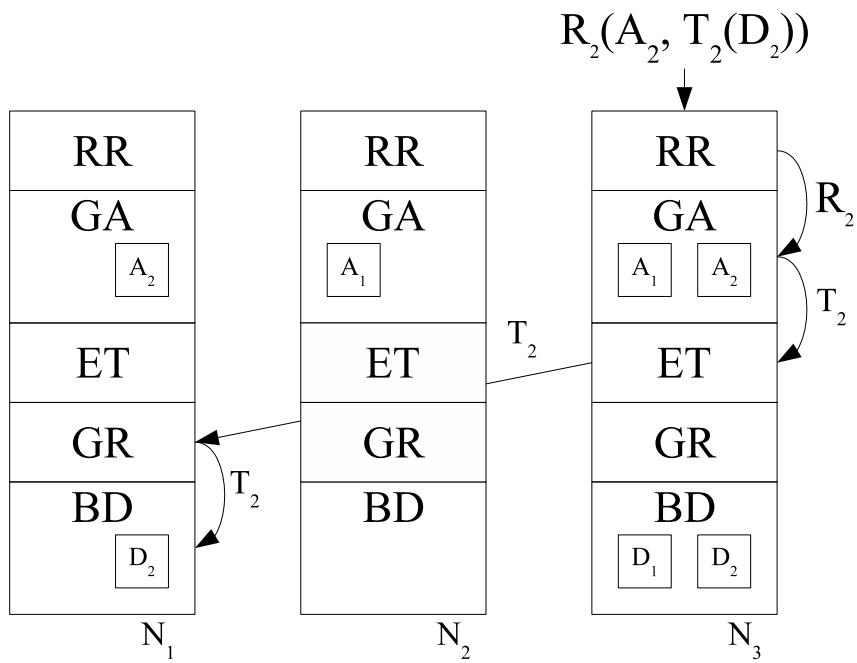 R₂(A₂, T₂(D₂))
RR RR RR
R₂
GA GA GA
A₂ A₁ A₁ A₂
T₂
T₂
ET ET ET
GR GR GR
T₂
BD BD BD
D₂ D₁ D₂
N₁ N₂ N₃